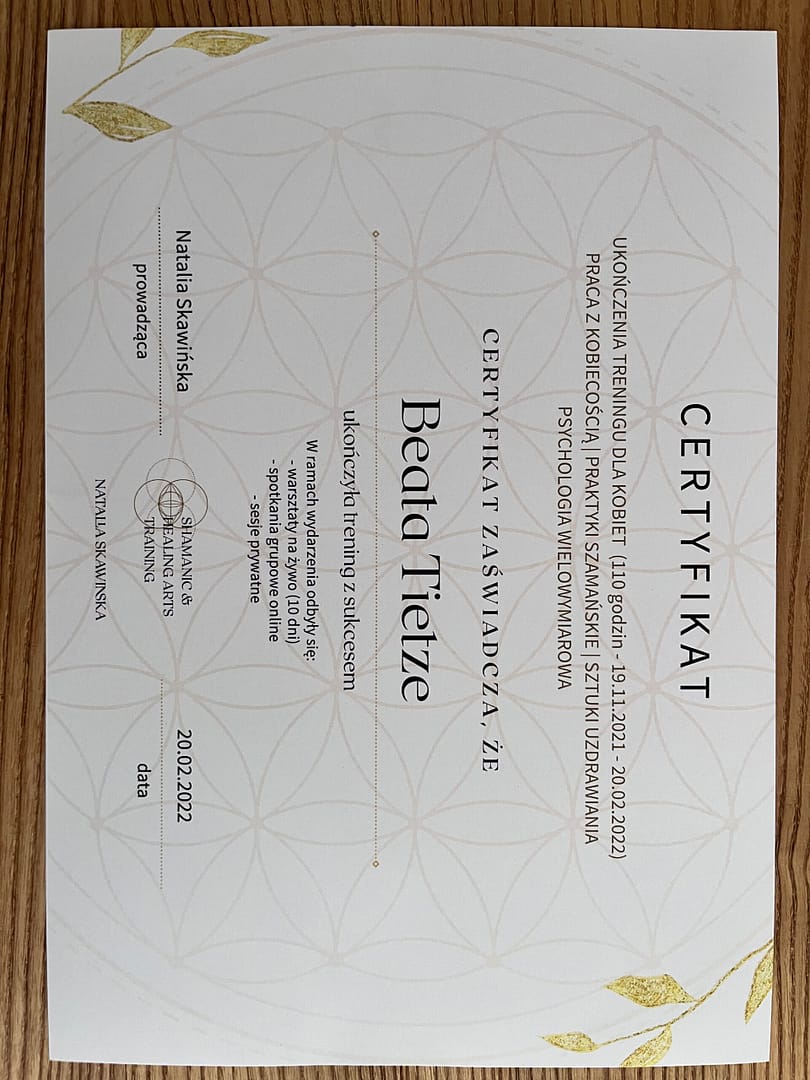 CERTYFIKAT
UKOŃCZENIA TRENINGU DLA KOBIET (110 godzin - 19.11.2021 - 20.02.2022)
PRACA Z KOBIECOŚCIĄ | PRAKTYKI SZAMAŃSKIE | SZTUKI UZDRAWIANIA
PSYCHOLOGIA WIELOWYMIAROWA
CERTYFIKAT ZAŚWIADCZA, ŻE
Beata Tietze
ukończyła trening z sukcesem
W ramach wydarzenia odbyły się:
- warsztaty na żywo (10 dni)
- spotkania grupowe online
- sesje prywatne
Natalia Skawińska
prowadząca
SHAMANIC &
HEALING ARTS
TRAINING
NATALIA SKAWINSKA
20.02.2022
data